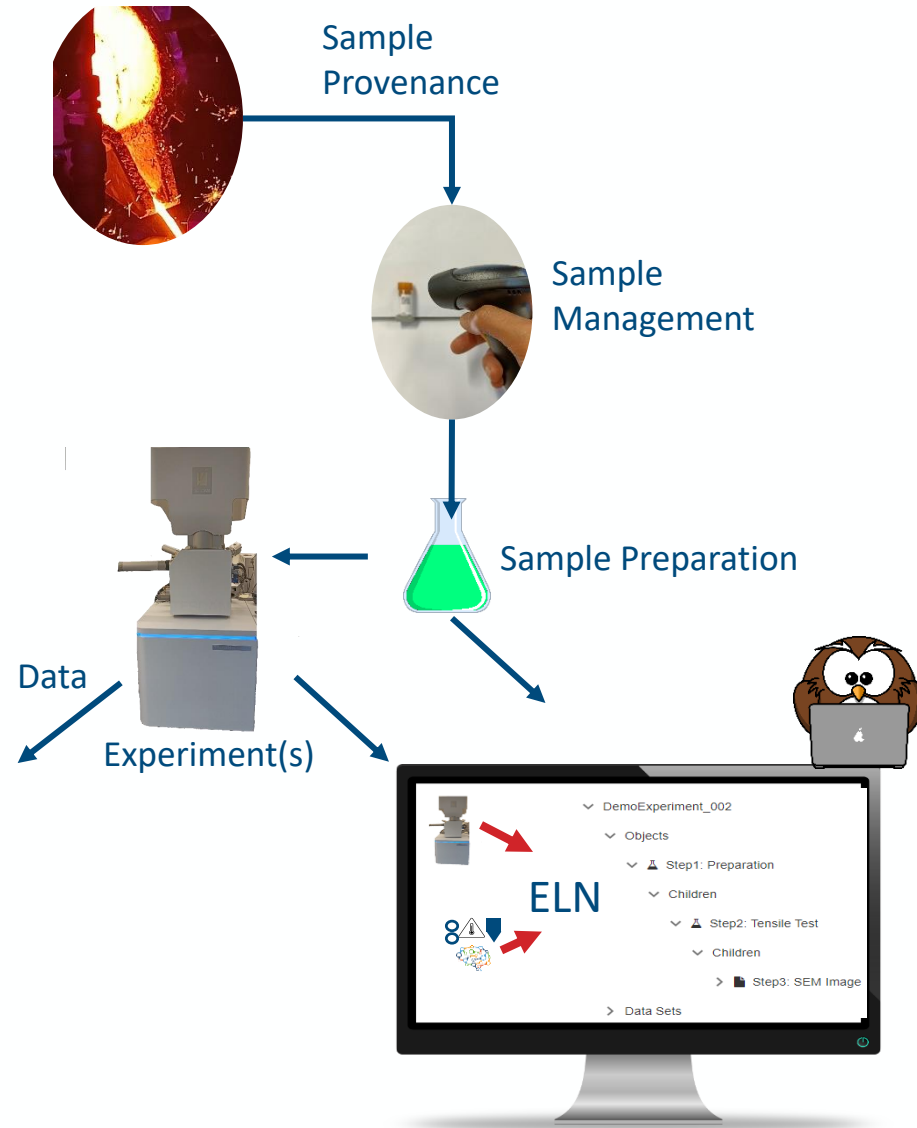 Sample
Provenance
Sample
Management
Sample Preparation
Data
Experiment(s)
DemoExperiment_002
Objects
Step1: Preparation
Children
ELN
Step2: Tensile Test
Children
Step3: SEM Image
Data Sets